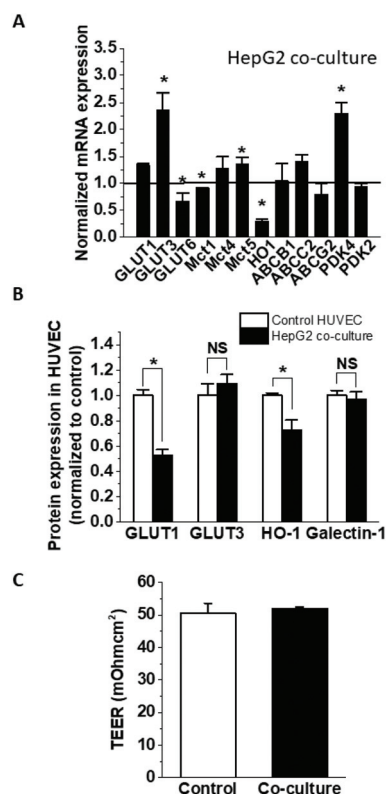 A
HepG2 co-culture
Normalized mRNA expression
3.0
2.5
2.0
1.5
1.0
0.5
0.0
* * * * * *
GLUT1 GLUT3 GLUT6 Mct1 Mct4 Mct5 HO1 ABCB1 ABCC2 ABCG2 PDK4 PDK2
B
Control HUVEC
HepG2 co-culture
Protein expression in HUVEC
(normalized to control)
1.4
1.2
1.0
0.8
0.6
0.4
0.2
0.0
* NS * NS
GLUT1 GLUT3 HO-1 Galectin-1
C
TEER (mOhmcm²)
60
50
40
30
20
10
0
Control Co-culture